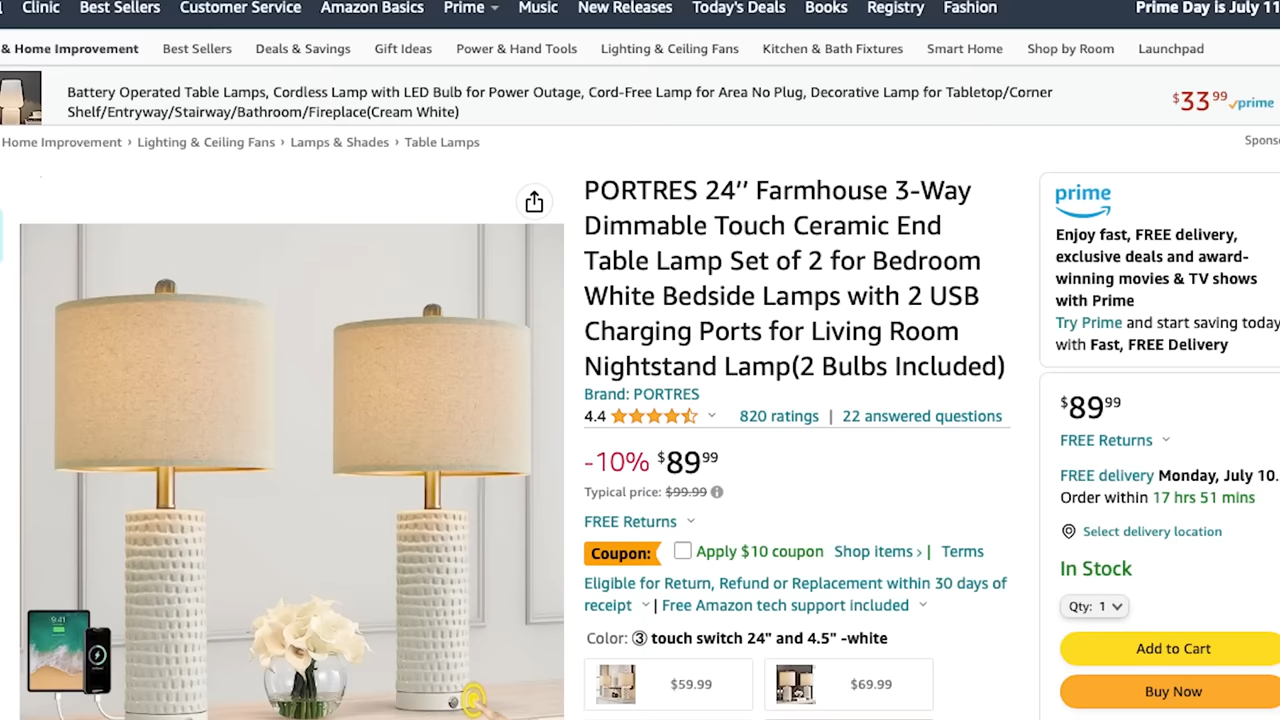 Clinic Best Sellers Customer Service Amazon Basics Prime Music New Releases Today's Deals Books Registry Fashion Prime Day is July 11
& Home Improvement Best Sellers Deals & Savings Gift Ideas Power & Hand Tools Lighting & Ceiling Fans Kitchen & Bath Fixtures Smart Home Shop by Room Launchpad
Battery Operated Table Lamps, Cordless Lamp with LED Bulb for Power Outage, Cord-Free Lamp for Area No Plug, Decorative Lamp for Tabletop/Corner
Shelf/Entryway/Stairway/Bathroom/Fireplace(Cream White)
$33.99 prime
Home Improvement › Lighting & Ceiling Fans › Lamps & Shades › Table Lamps
Spons
PORTRES 24’’ Farmhouse 3-Way
Dimmable Touch Ceramic End
Table Lamp Set of 2 for Bedroom
White Bedside Lamps with 2 USB
Charging Ports for Living Room
Nightstand Lamp(2 Bulbs Included)
Brand: PORTRES
4.4 820 ratings | 22 answered questions
-10% $89.99
Typical price: $99.99
FREE Returns
Coupon: Apply $10 coupon Shop items › | Terms
Eligible for Return, Refund or Replacement within 30 days of
receipt | Free Amazon tech support included
Color: ③ touch switch 24" and 4.5" -white
$59.99 $69.99
9:41
prime
Enjoy fast, FREE delivery,
exclusive deals and award-
winning movies & TV shows
with Prime
Try Prime and start saving today
with Fast, FREE Delivery
$89.99
FREE Returns
FREE delivery Monday, July 10.
Order within 17 hrs 51 mins
Select delivery location
In Stock
Qty: 1
Add to Cart
Buy Now